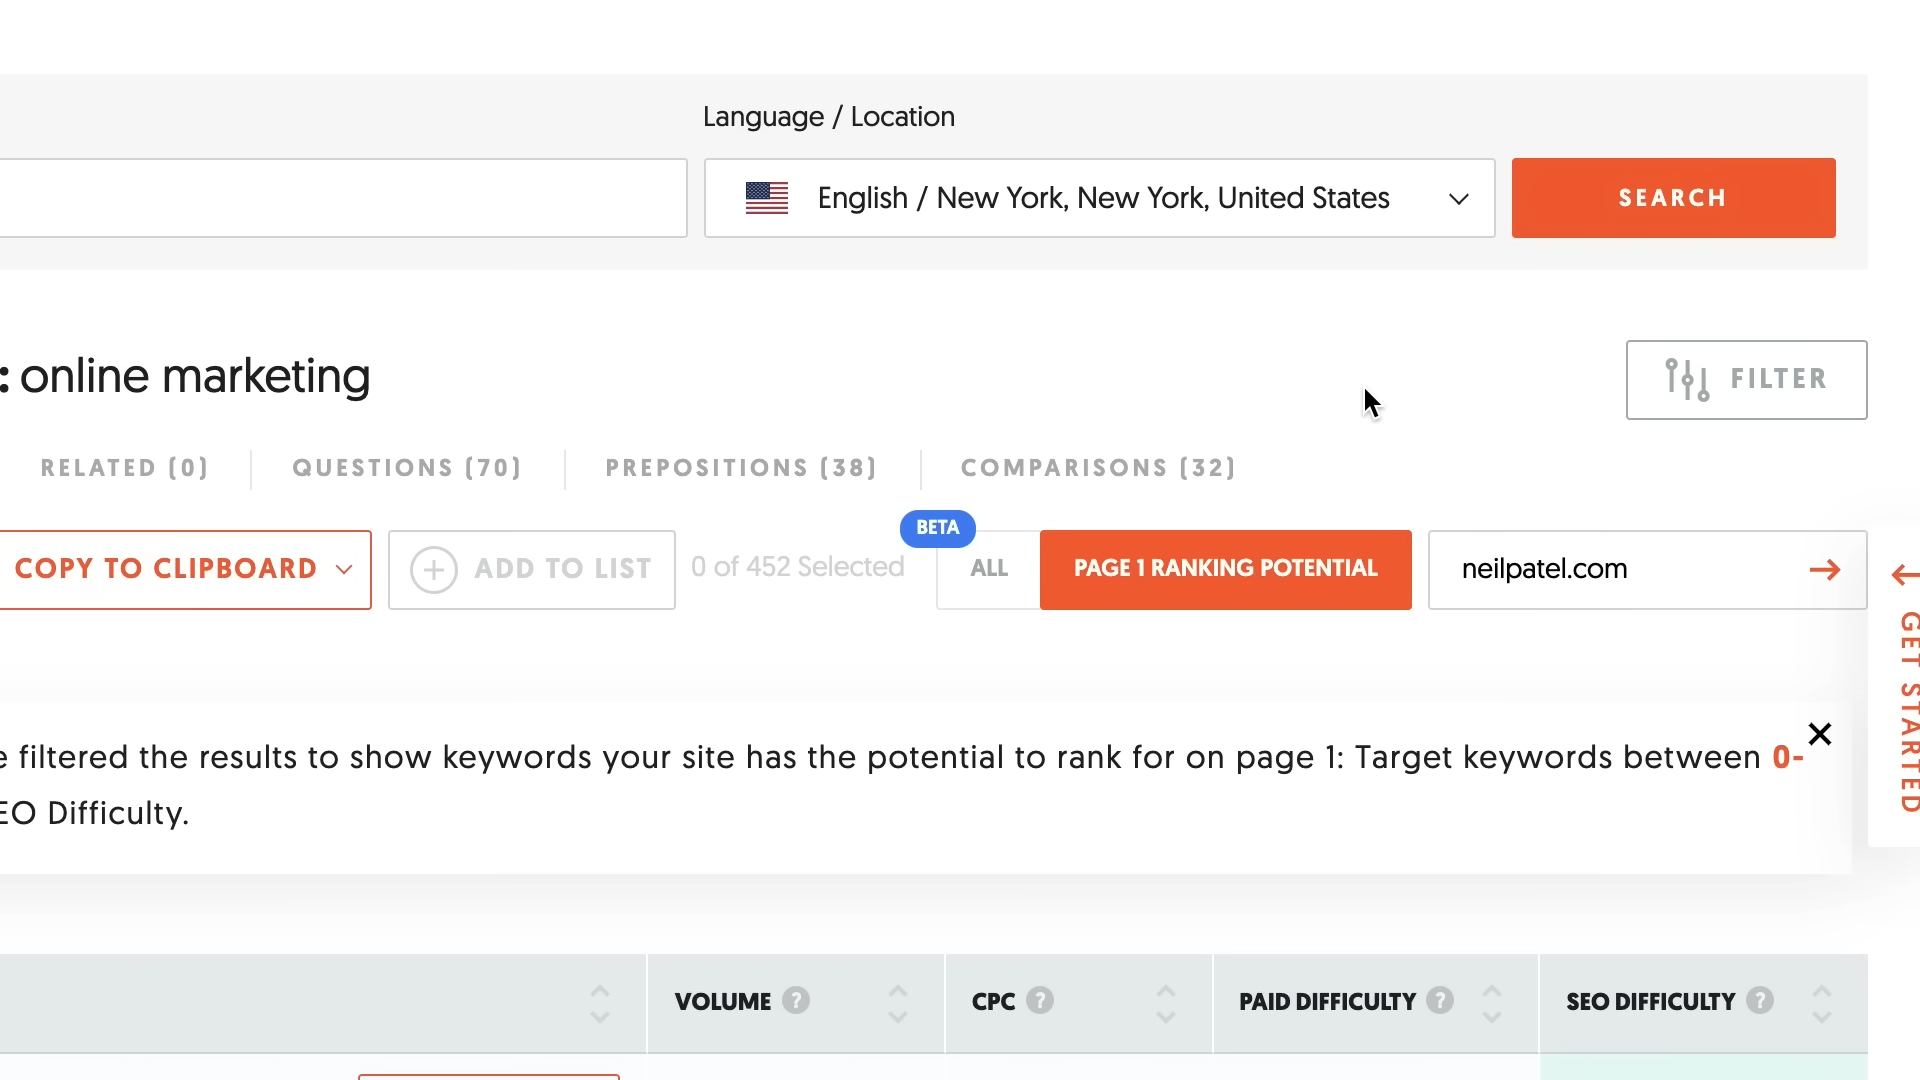 Language / Location
English / New York, New York, United States
SEARCH
: online marketing
FILTER
RELATED (0)
QUESTIONS (70)
PREPOSITIONS (38)
COMPARISONS (32)
BETA
COPY TO CLIPBOARD
ADD TO LIST
0 of 452 Selected
ALL
PAGE 1 RANKING POTENTIAL
neilpatel.com
GET STARTED
e filtered the results to show keywords your site has the potential to rank for on page 1: Target keywords between 0-
EO Difficulty.
VOLUME ?
CPC ?
PAID DIFFICULTY ?
SEO DIFFICULTY ?